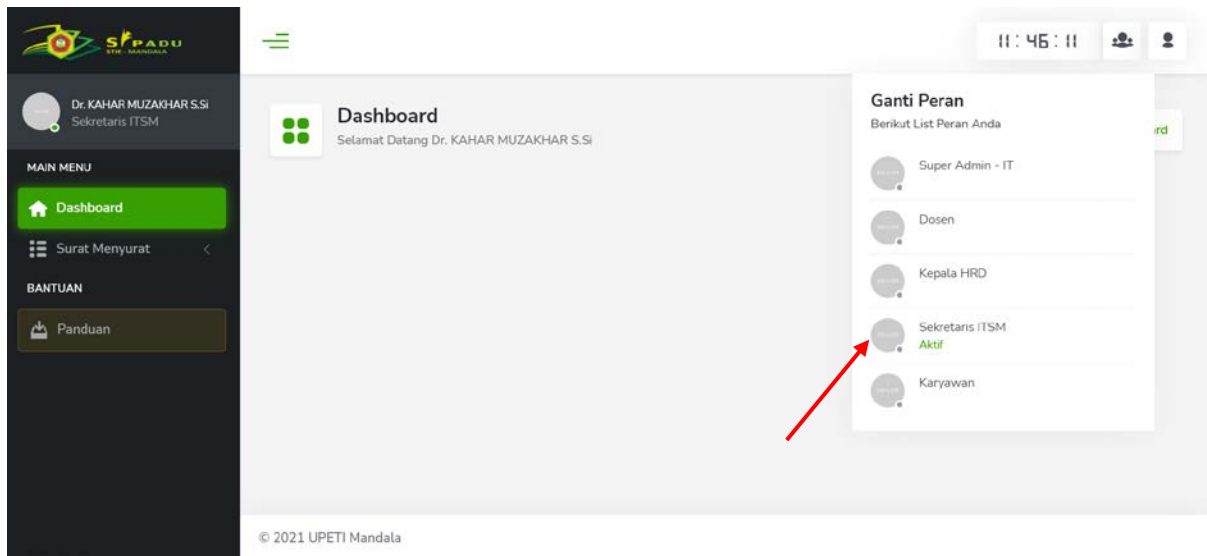 SIPADU
STIE - MANDALA
11:46:11
Dr. KAHAR MUZAKHAR S.Si
Sekretaris ITSM
MAIN MENU
Dashboard
Surat Menyurat
BANTUAN
Panduan
Dashboard
Selamat Datang Dr. KAHAR MUZAKHAR S.Si
Ganti Peran
Berikut List Peran Anda
Super Admin - IT
Dosen
Kepala HRD
Sekretaris ITSM
Aktif
Karyawan
rd
© 2021 UPETI Mandala